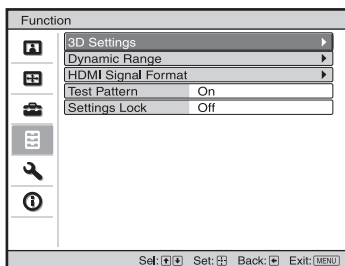 Function
3D Settings
Dynamic Range
HDMI Signal Format
Test Pattern On
Settings Lock Off
Sel: Set: Back: Exit: MENU